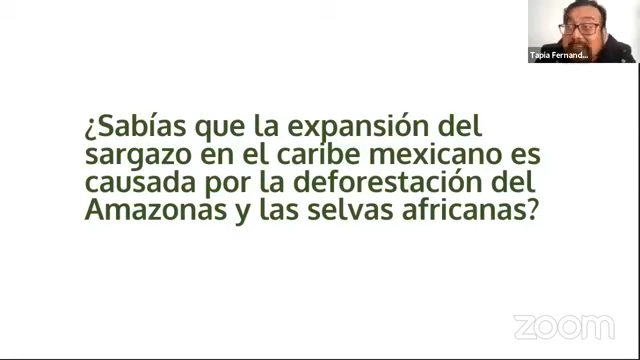 Tapia Fernand...
¿Sabías que la expansión del
sargazo en el caribe mexicano es
causada por la deforestación del
Amazonas y las selvas africanas?
zoom